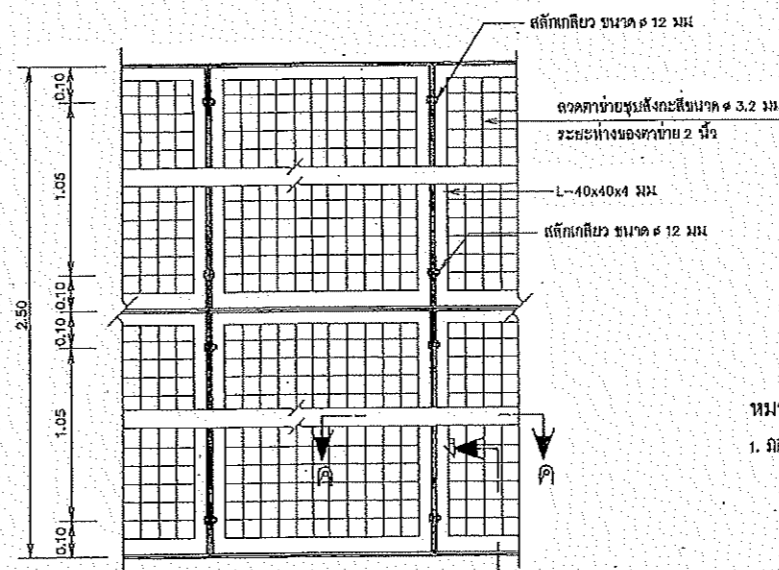 สลักเกลียว ขนาด ø 12 มม
ลวดตาข่ายชุบสังกะสีขนาด ø 3.2 มม
ระยะห่างของตาข่าย 2 นิ้ว
L-40x40x4 มม
สลักเกลียว ขนาด ø 12 มม
0.10
1.05
0.10
2.50
0.10
1.05
0.10
ก
ก
1.